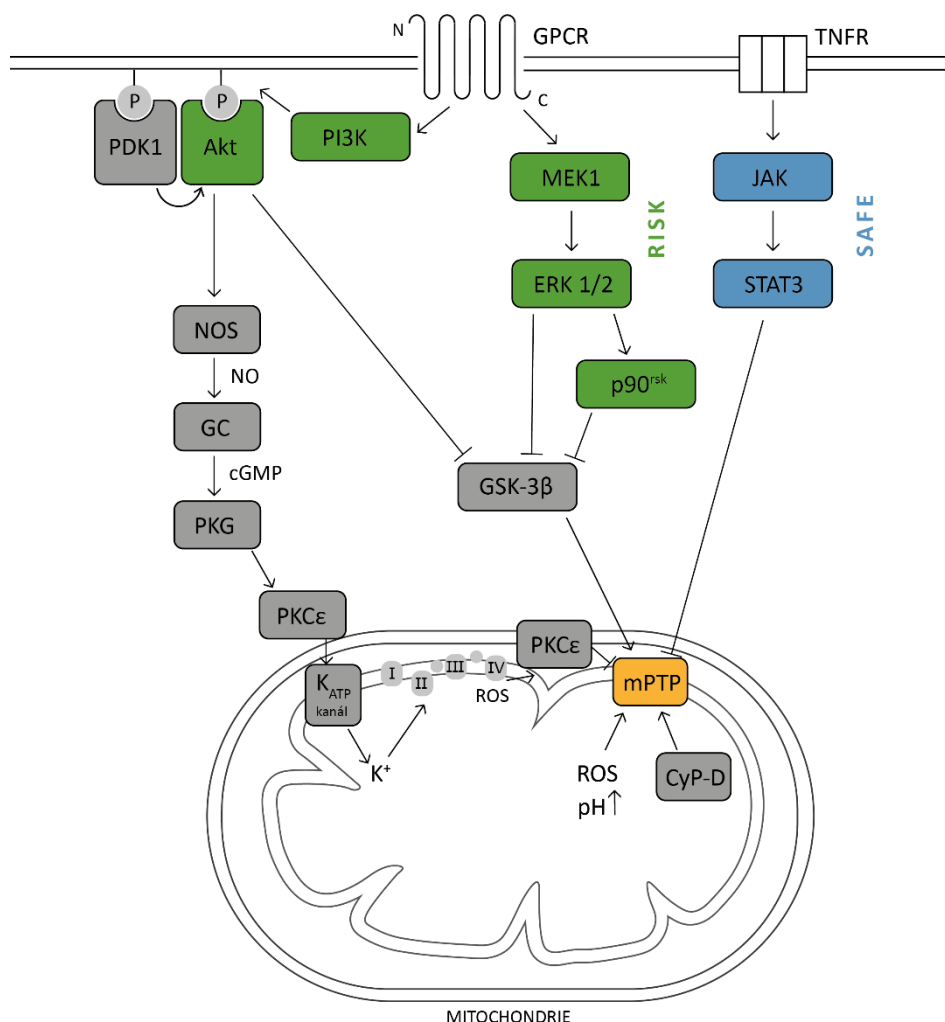 N
GPCR
TNFR
C
P
P
PDK1
Akt
PI3K
MEK1
JAK
RISK
SAFE
ERK 1/2
STAT3
NOS
NO
p90rsk
GC
cGMP
GSK-3β
PKG
PKCε
PKCε
I
II
III
IV
ROS
mPTP
KATP
kanál
K+
ROS
pH↑
CyP-D
MITOCHONDRIE